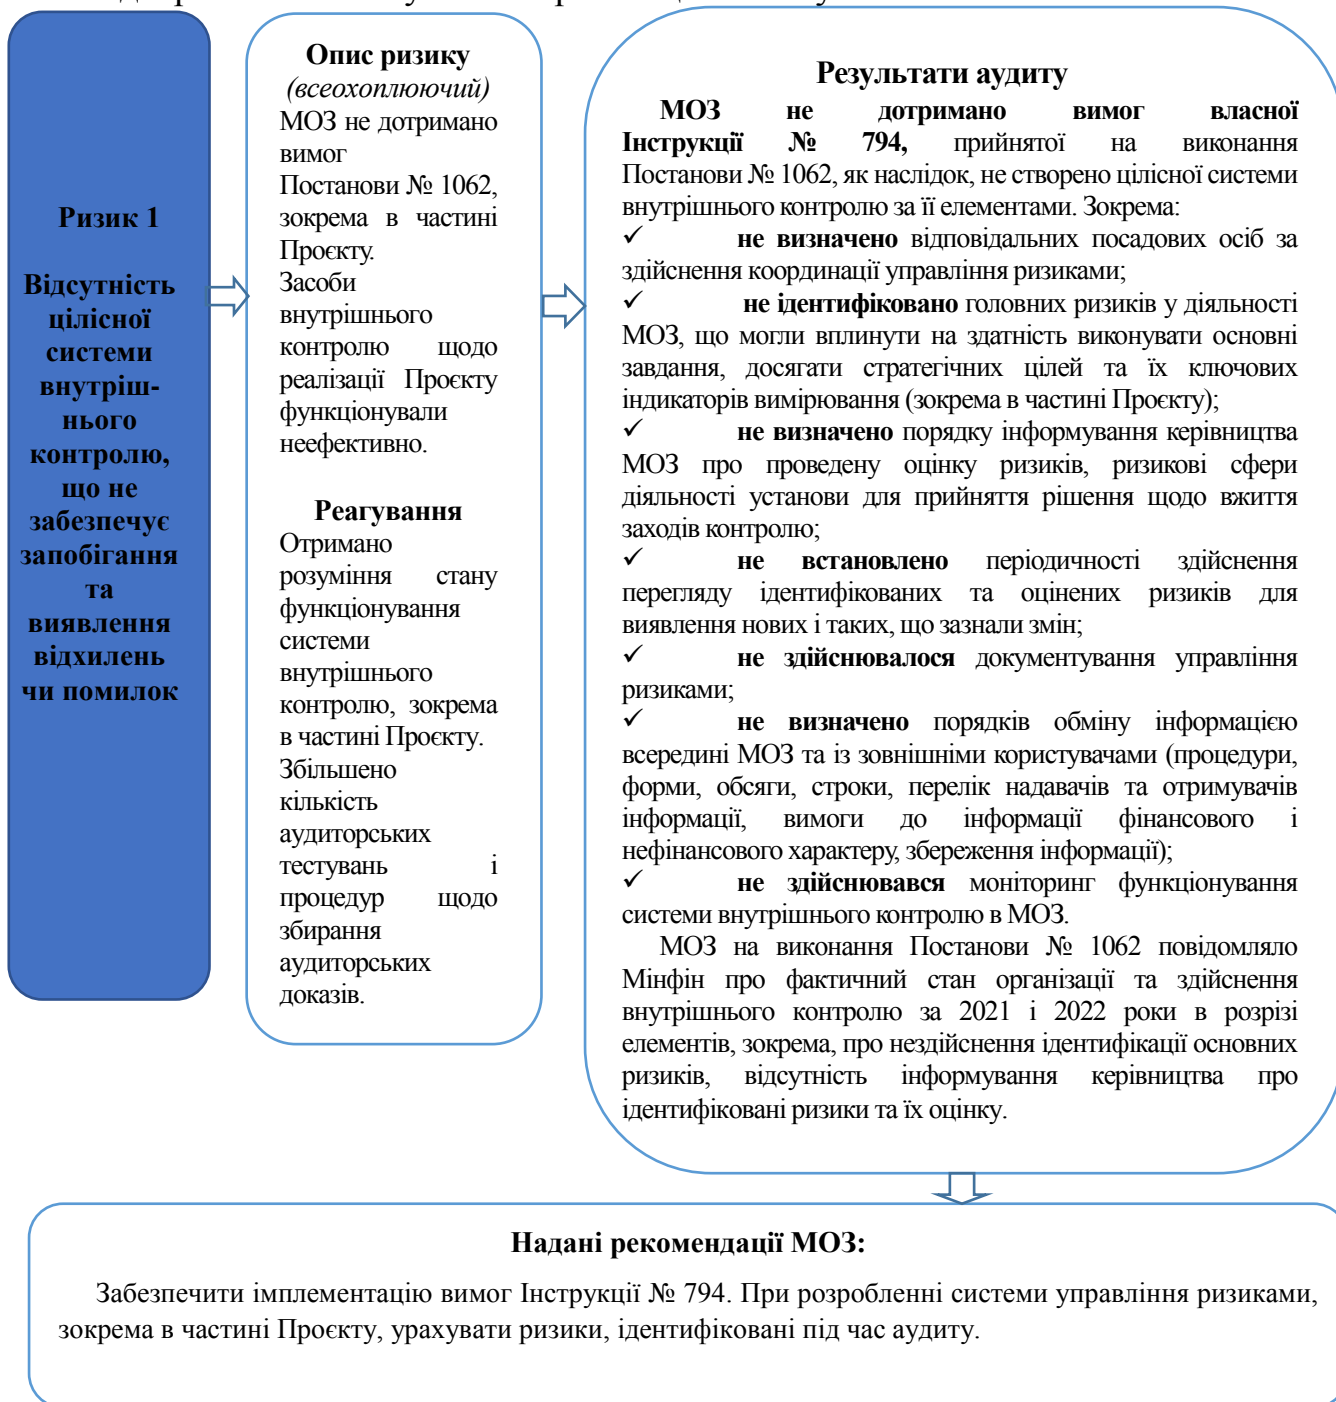 Ризик 1
Відсутність
цілісної
системи
внутріш-
нього
контролю,
що не
забезпечує
запобігання
та
виявлення
відхилень
чи помилок
Опис ризику
(всеохоплюючий)
МОЗ не дотримано
вимог
Постанови № 1062,
зокрема в частині
Проєкту.
Засоби
внутрішнього
контролю щодо
реалізації Проєкту
функціонували
неефективно.
Реагування
Отримано
розуміння стану
функціонування
системи
внутрішнього
контролю, зокрема
в частині Проєкту.
Збільшено
кількість
аудиторських
тестувань і
процедур щодо
збирання
аудиторських
доказів.
Результати аудиту
МОЗ не дотримано вимог власної
Інструкції № 794, прийнятої на виконання
Постанови № 1062, як наслідок, не створено цілісної системи
внутрішнього контролю за її елементами. Зокрема:
✓ не визначено відповідальних посадових осіб за
здійснення координації управління ризиками;
✓ не ідентифіковано головних ризиків у діяльності
МОЗ, що могли вплинути на здатність виконувати основні
завдання, досягати стратегічних цілей та їх ключових
індикаторів вимірювання (зокрема в частині Проєкту);
✓ не визначено порядку інформування керівництва
МОЗ про проведену оцінку ризиків, ризикові сфери
діяльності установи для прийняття рішення щодо вжиття
заходів контролю;
✓ не встановлено періодичності здійснення
перегляду ідентифікованих та оцінених ризиків для
виявлення нових і таких, що зазнали змін;
✓ не здійснювалося документування управління
ризиками;
✓ не визначено порядків обміну інформацією
всередині МОЗ та із зовнішніми користувачами (процедури,
форми, обсяги, строки, перелік надавачів та отримувачів
інформації, вимоги до інформації фінансового і
нефінансового характеру, збереження інформації);
✓ не здійснювався моніторинг функціонування
системи внутрішнього контролю в МОЗ.
МОЗ на виконання Постанови № 1062 повідомляло
Мінфін про фактичний стан організації та здійснення
внутрішнього контролю за 2021 і 2022 роки в розрізі
елементів, зокрема, про нездійснення ідентифікації основних
ризиків, відсутність інформування керівництва про
ідентифіковані ризики та їх оцінку.
Надані рекомендації МОЗ:
Забезпечити імплементацію вимог Інструкції № 794. При розробленні системи управління ризиками,
зокрема в частині Проєкту, урахувати ризики, ідентифіковані під час аудиту.